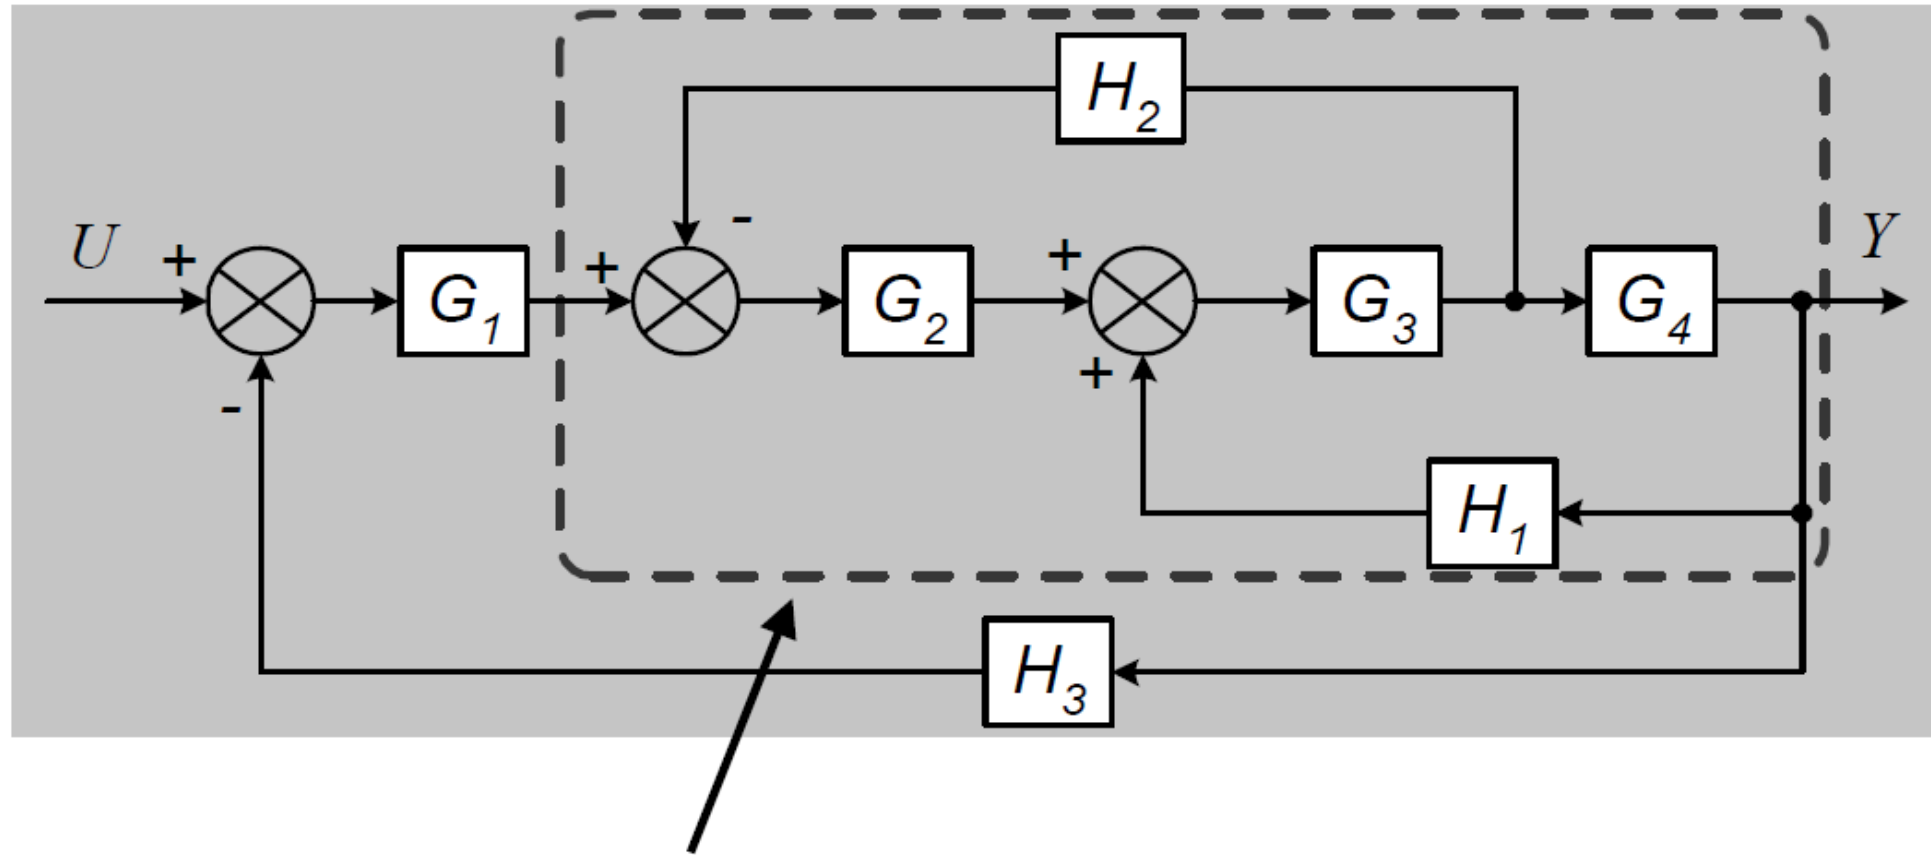 H2
-
U + G1 + G2 + G3 G4 Y
- +
H1
H3